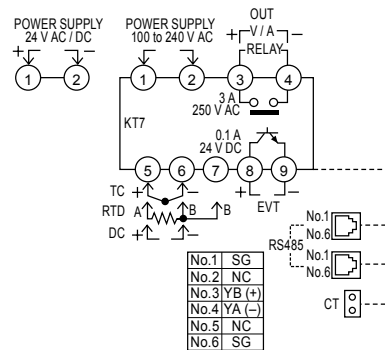 POWER SUPPLY
24 V AC / DC
+ –
1 2
POWER SUPPLY
100 to 240 V AC
OUT
+ V / A –
RELAY
1 2 3 4
3 A
250 V AC
KT7
0.1 A
24 V DC
5 6 7 8 9
TC + –
+ EVT –
RTD A B B
DC + –
RS485
No.1
No.6
No.1
No.6
CT
No.1 SG
No.2 NC
No.3 YB (+)
No.4 YA (–)
No.5 NC
No.6 SG